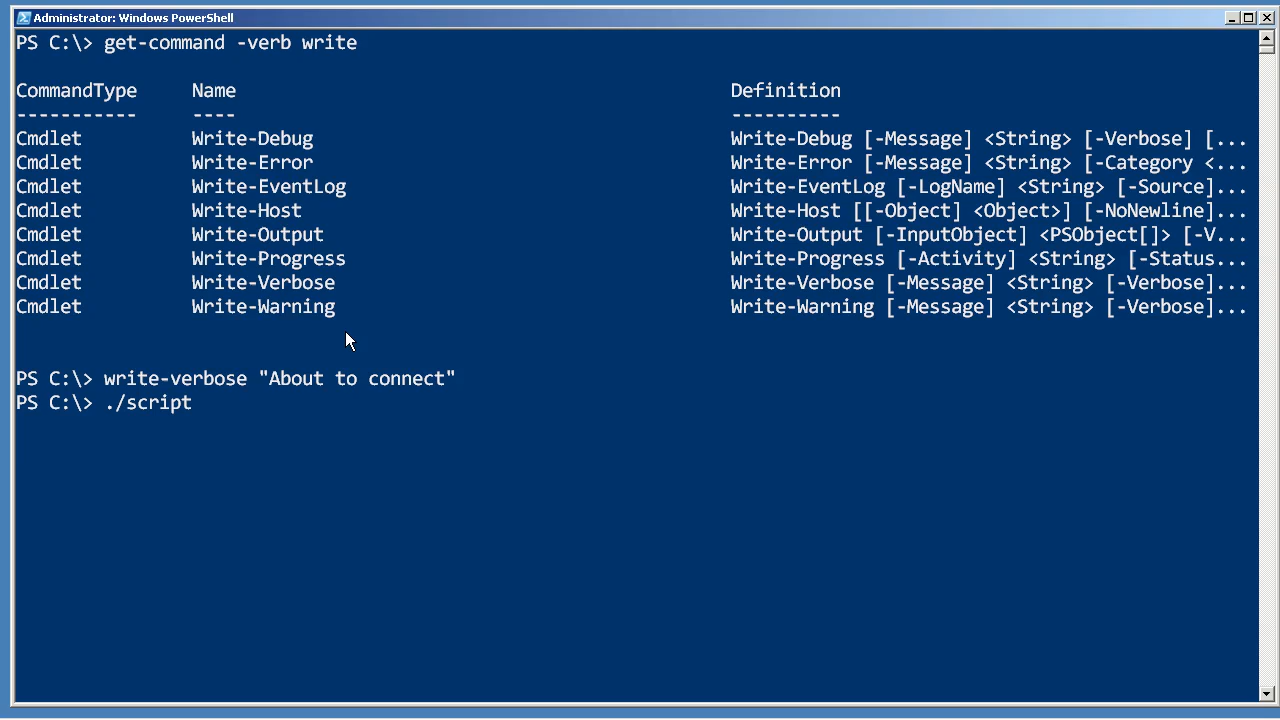 Administrator: Windows PowerShell
PS C:\> get-command -verb write
CommandType Name Definition
----------- ---- ----------
Cmdlet Write-Debug Write-Debug [-Message] <String> [-Verbose] [...
Cmdlet Write-Error Write-Error [-Message] <String> [-Category <...
Cmdlet Write-EventLog Write-EventLog [-LogName] <String> [-Source]...
Cmdlet Write-Host Write-Host [[-Object] <Object>] [-NoNewline]...
Cmdlet Write-Output Write-Output [-InputObject] <PSObject[]> [-V...
Cmdlet Write-Progress Write-Progress [-Activity] <String> [-Status...
Cmdlet Write-Verbose Write-Verbose [-Message] <String> [-Verbose]...
Cmdlet Write-Warning Write-Warning [-Message] <String> [-Verbose]...
PS C:\> write-verbose "About to connect"
PS C:\> ./script